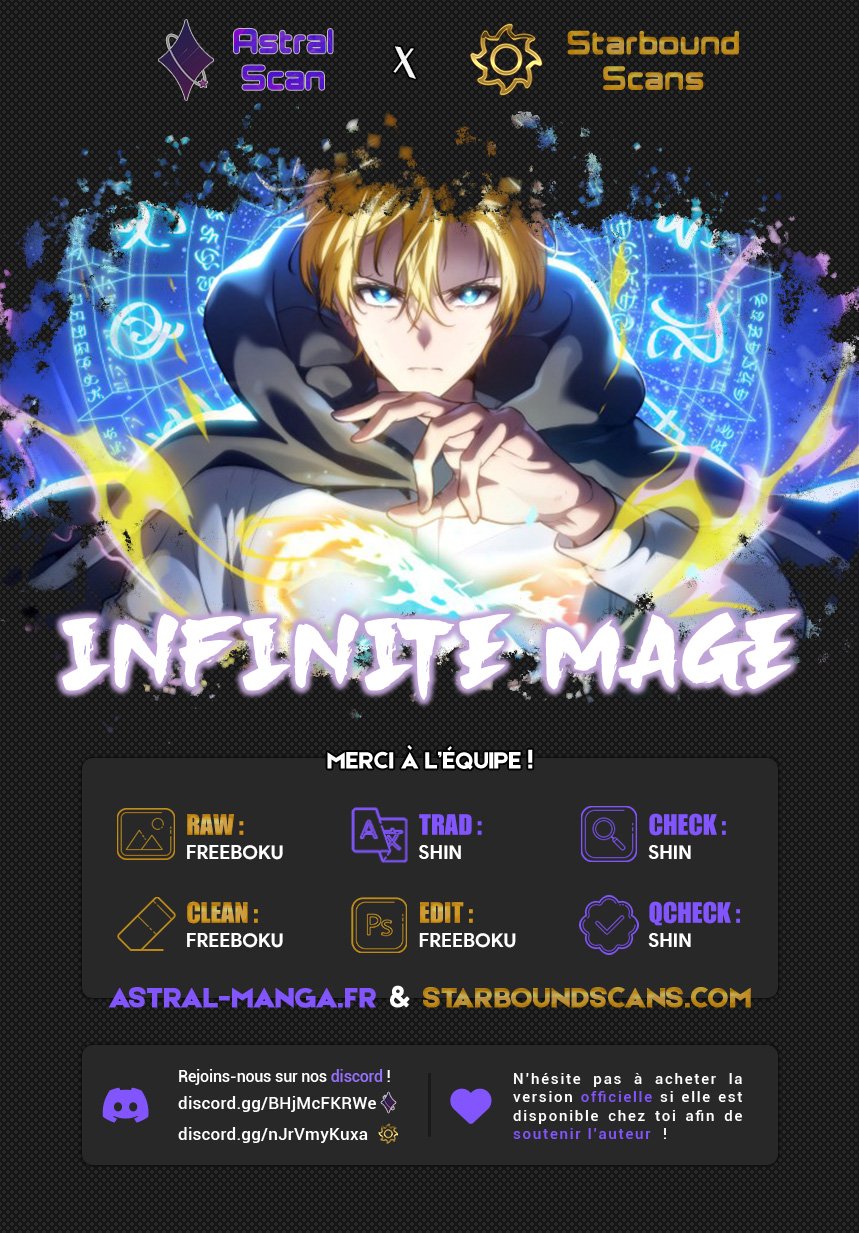 Astral
Scan
X
Starbound
Scans
INFINITE MAGE
MERCI À L'ÉQUIPE !
RAW :
FREEBOKU
TRAD :
SHIN
CHECK :
SHIN
CLEAN :
FREEBOKU
Ps
EDIT :
FREEBOKU
QCHECK :
SHIN
ASTRAL-MANGA.FR & STARBOUNDSCANS.COM
Rejoins-nous sur nos discord !
discord.gg/BHjMcFKRWe
discord.gg/nJrVmyKuxa
N'hésite pas à acheter la
version officielle si elle est
disponible chez toi afin de
soutenir l'auteur !